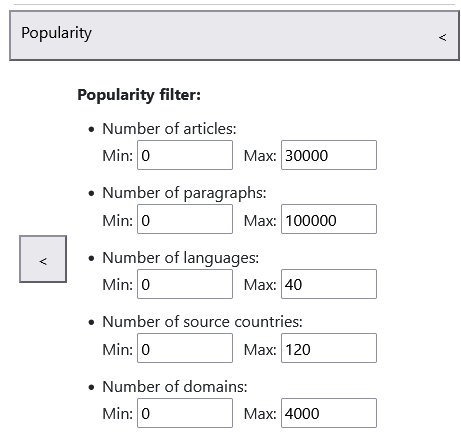 Popularity <
Popularity filter:
• Number of articles:
Min: 0 Max: 30000
• Number of paragraphs:
Min: 0 Max: 100000
<
• Number of languages:
Min: 0 Max: 40
• Number of source countries:
Min: 0 Max: 120
• Number of domains:
Min: 0 Max: 4000